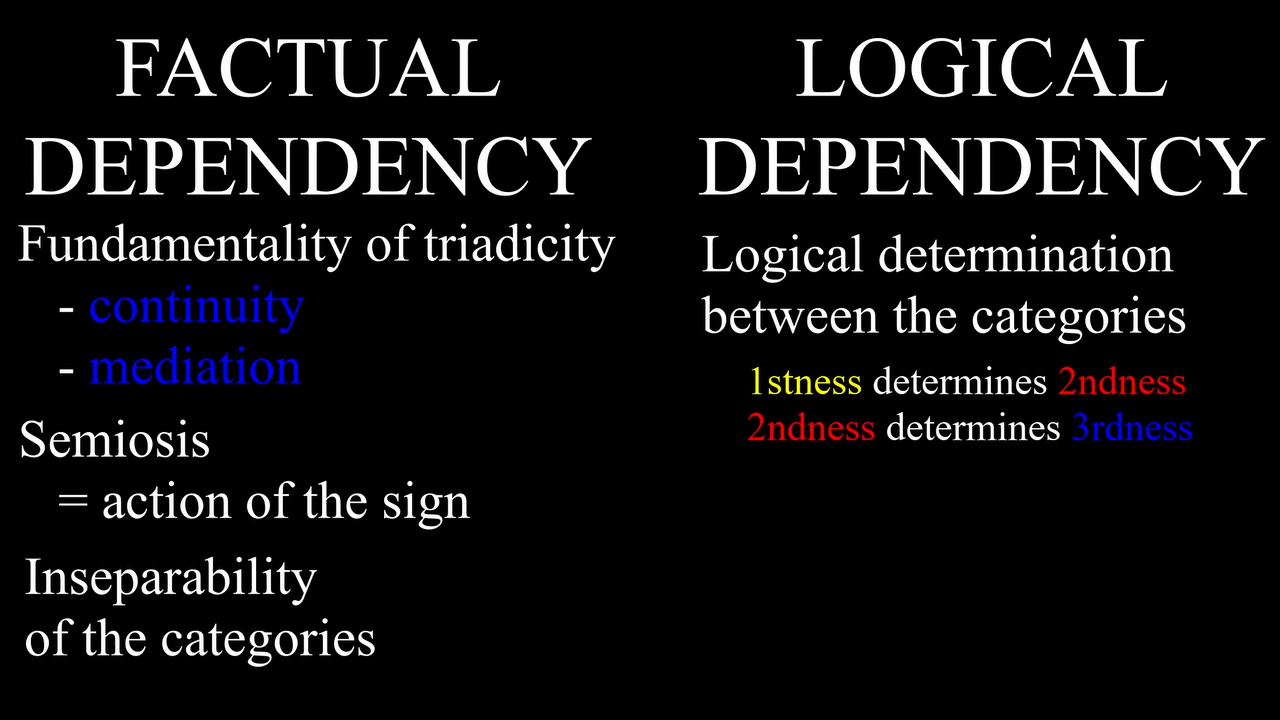 FACTUAL
DEPENDENCY
Fundamentality of triadicity
- continuity
- mediation
Semiosis
= action of the sign
Inseparability
of the categories
LOGICAL
DEPENDENCY
Logical determination
between the categories
1stness determines 2ndness
2ndness determines 3rdness